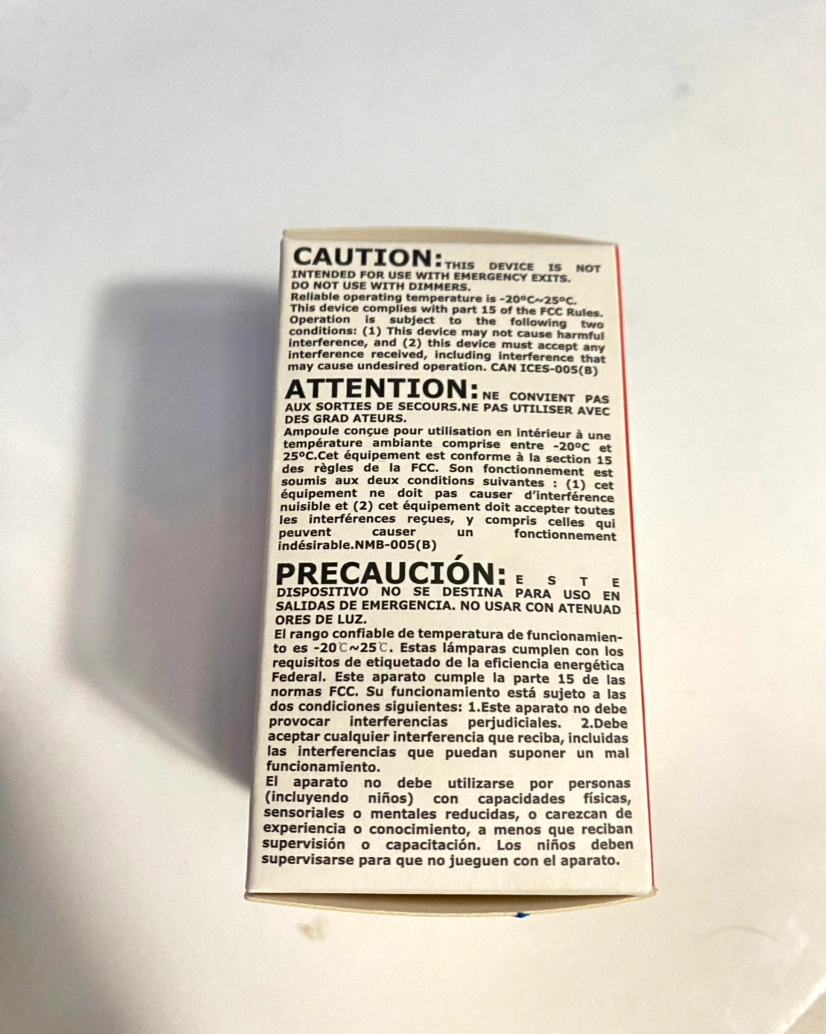 CAUTION:THIS DEVICE IS NOT
INTENDED FOR USE WITH EMERGENCY EXITS.
DO NOT USE WITH DIMMERS.
Reliable operating temperature is -20ºC~25ºC.
This device complies with part 15 of the FCC Rules.
Operation is subject to the following two
conditions: (1) This device may not cause harmful
interference, and (2) this device must accept any
interference received, including interference that
may cause undesired operation. CAN ICES-005(B)
ATTENTION:NE CONVIENT PAS
AUX SORTIES DE SECOURS.NE PAS UTILISER AVEC
DES GRAD ATEURS.
Ampoule conçue pour utilisation en intérieur à une
température ambiante comprise entre -20ºC et
25ºC.Cet équipement est conforme à la section 15
des règles de la FCC. Son fonctionnement est
soumis aux deux conditions suivantes : (1) cet
équipement ne doit pas causer d'interférence
nuisible et (2) cet équipement doit accepter toutes
les interférences reçues, y compris celles qui
peuvent causer un fonctionnement
indésirable.NMB-005(B)
PRECAUCIÓN: E S T E
DISPOSITIVO NO SE DESTINA PARA USO EN
SALIDAS DE EMERGENCIA. NO USAR CON ATENUAD
ORES DE LUZ.
El rango confiable de temperatura de funcionamien-
to es -20℃~25℃. Estas lámparas cumplen con los
requisitos de etiquetado de la eficiencia energética
Federal. Este aparato cumple la parte 15 de las
normas FCC. Su funcionamiento está sujeto a las
dos condiciones siguientes: 1.Este aparato no debe
provocar interferencias perjudiciales. 2.Debe
aceptar cualquier interferencia que reciba, incluidas
las interferencias que puedan suponer un mal
funcionamiento.
El aparato no debe utilizarse por personas
(incluyendo niños) con capacidades físicas,
sensoriales o mentales reducidas, o carezcan de
experiencia o conocimiento, a menos que reciban
supervisión o capacitación. Los niños deben
supervisarse para que no jueguen con el aparato.